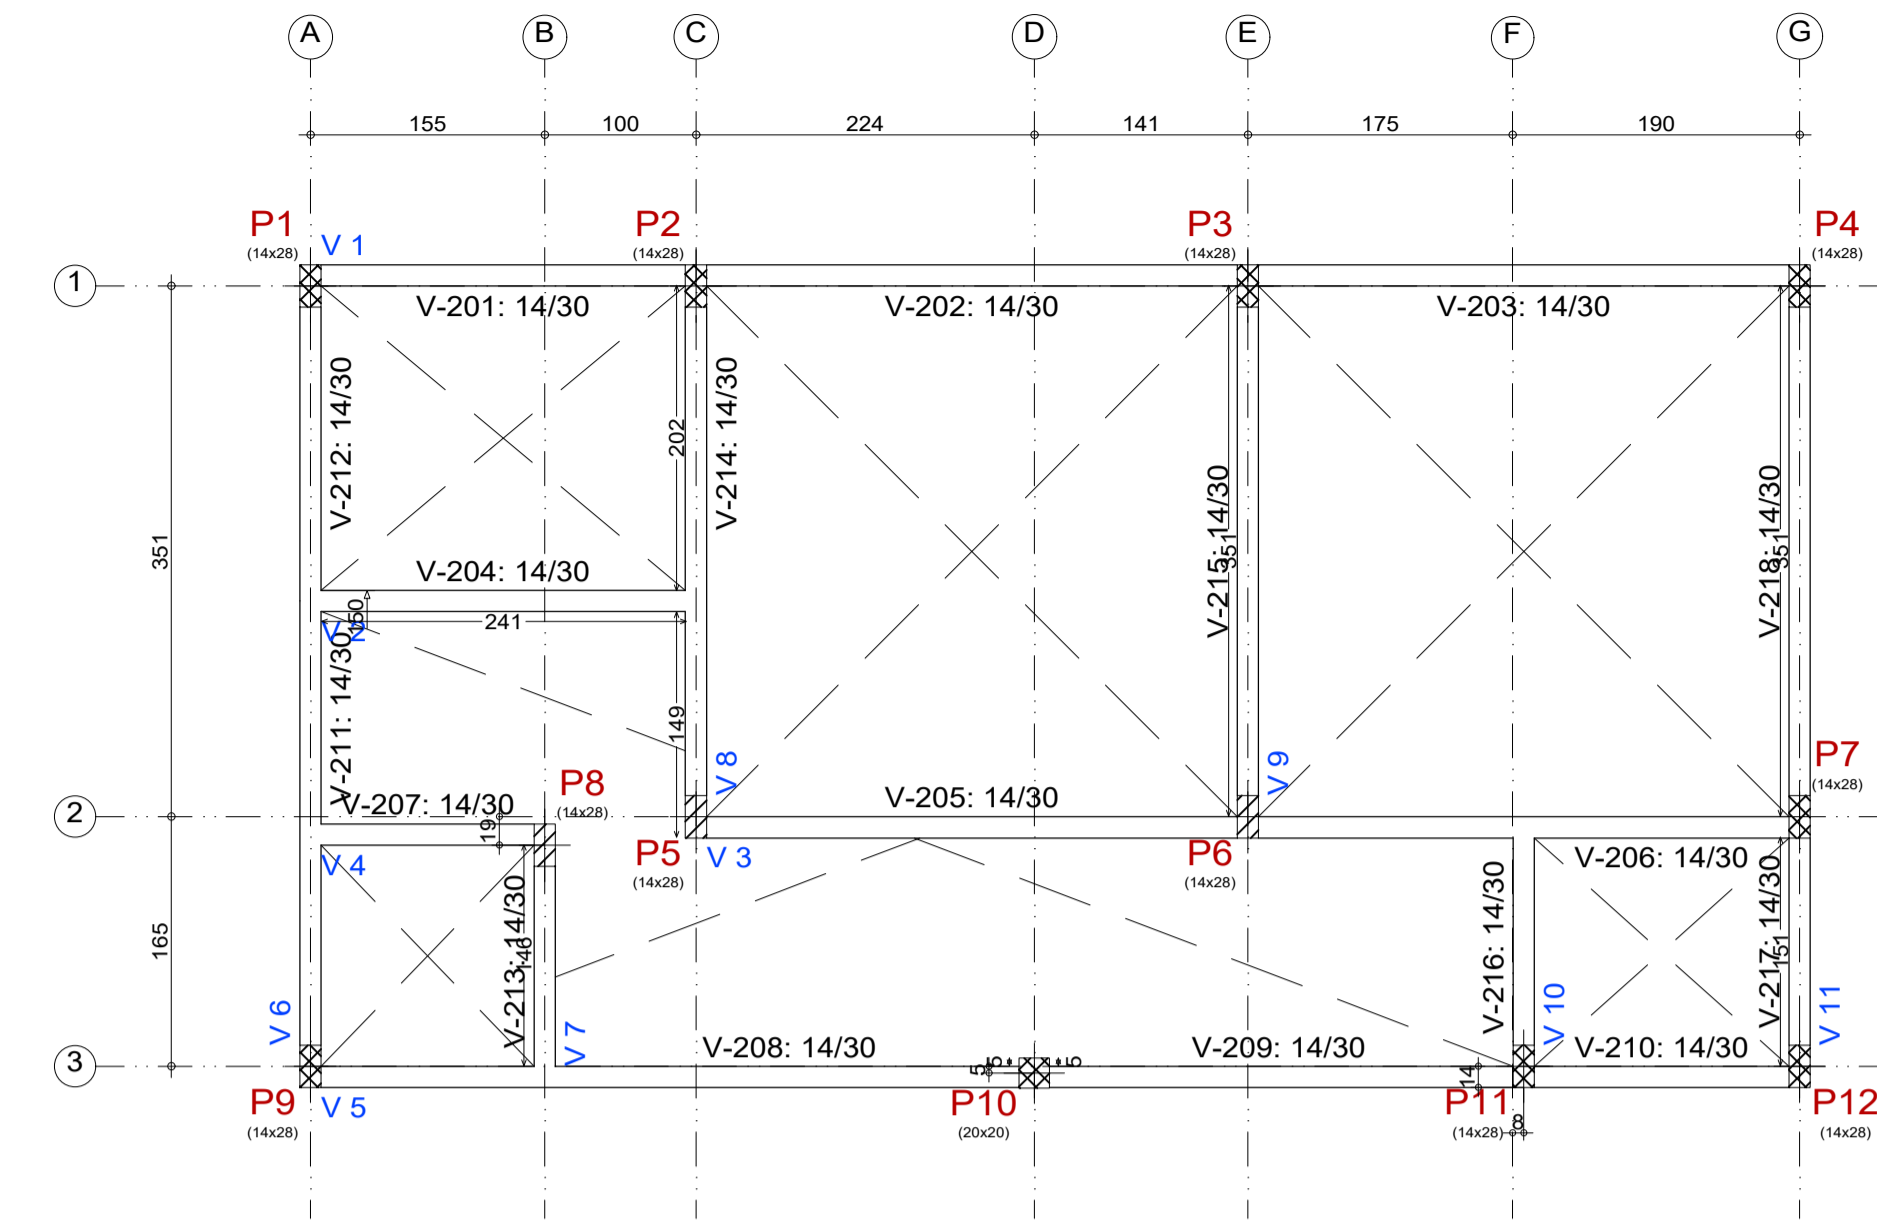 A B C D E F G
155 100 224 141 175 190
P1 P2 P3 P4
(14x28) V 1 (14x28) (14x28) (14x28)
1
V-201: 14/30 V-202: 14/30 V-203: 14/30
V-212: 14/30
202
V-214: 14/30
V-215: 14/30
351
V-218: 14/30
351
351
V-204: 14/30
160
241
V 2
V-211: 14/30
149
V 8
V 9
P7
(14x28)
P8
(14x28)
V-207: 14/30
V-205: 14/30
2
19
V 4
P5
(14x28)
V 3
P6
(14x28)
V-206: 14/30
165
V-213: 14/30
146
V-216: 14/30
V-217: 14/30
151
V 6
V 7
V 10
V 11
V-208: 14/30 V-209: 14/30 V-210: 14/30
3
5 5
5
14
P9 V 5 P10 P11 P12
(14x28) (20x20) (14x28) (14x28)
8